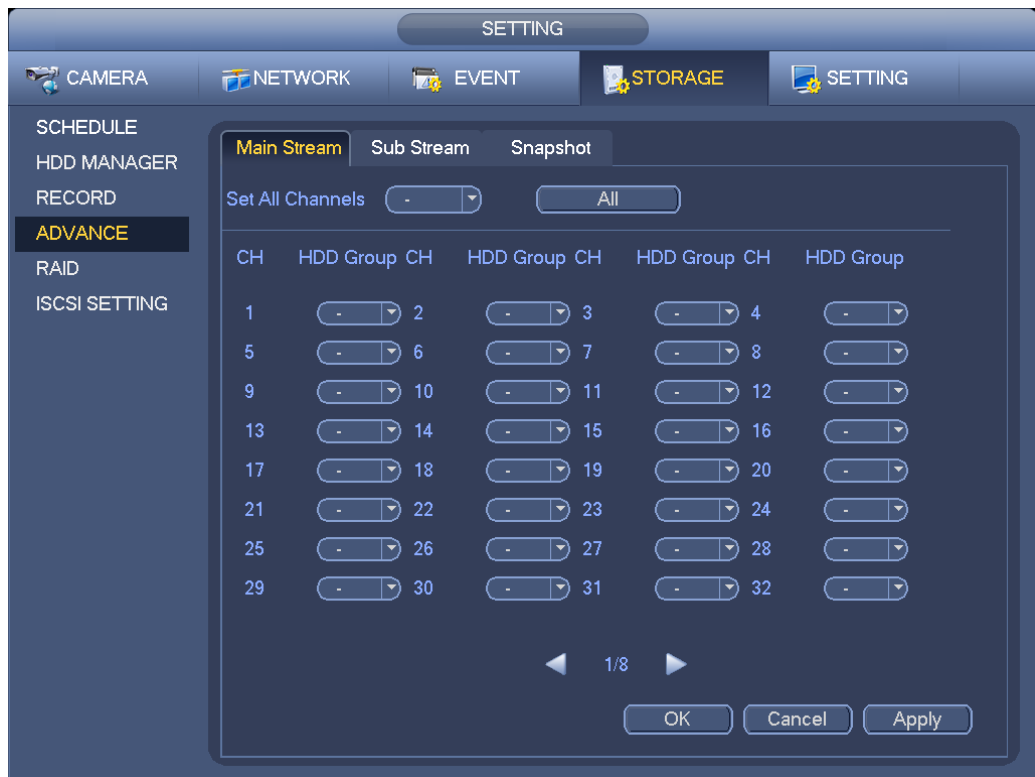 SETTING
CAMERA NETWORK EVENT STORAGE SETTING
SCHEDULE
HDD MANAGER
RECORD
ADVANCE
RAID
ISCSI SETTING
Main Stream Sub Stream Snapshot
Set All Channels - All
CH HDD Group CH HDD Group CH HDD Group CH HDD Group
1 - 2 - 3 - 4 -
5 - 6 - 7 - 8 -
9 - 10 - 11 - 12 -
13 - 14 - 15 - 16 -
17 - 18 - 19 - 20 -
21 - 22 - 23 - 24 -
25 - 26 - 27 - 28 -
29 - 30 - 31 - 32 -
1/8
OK Cancel Apply